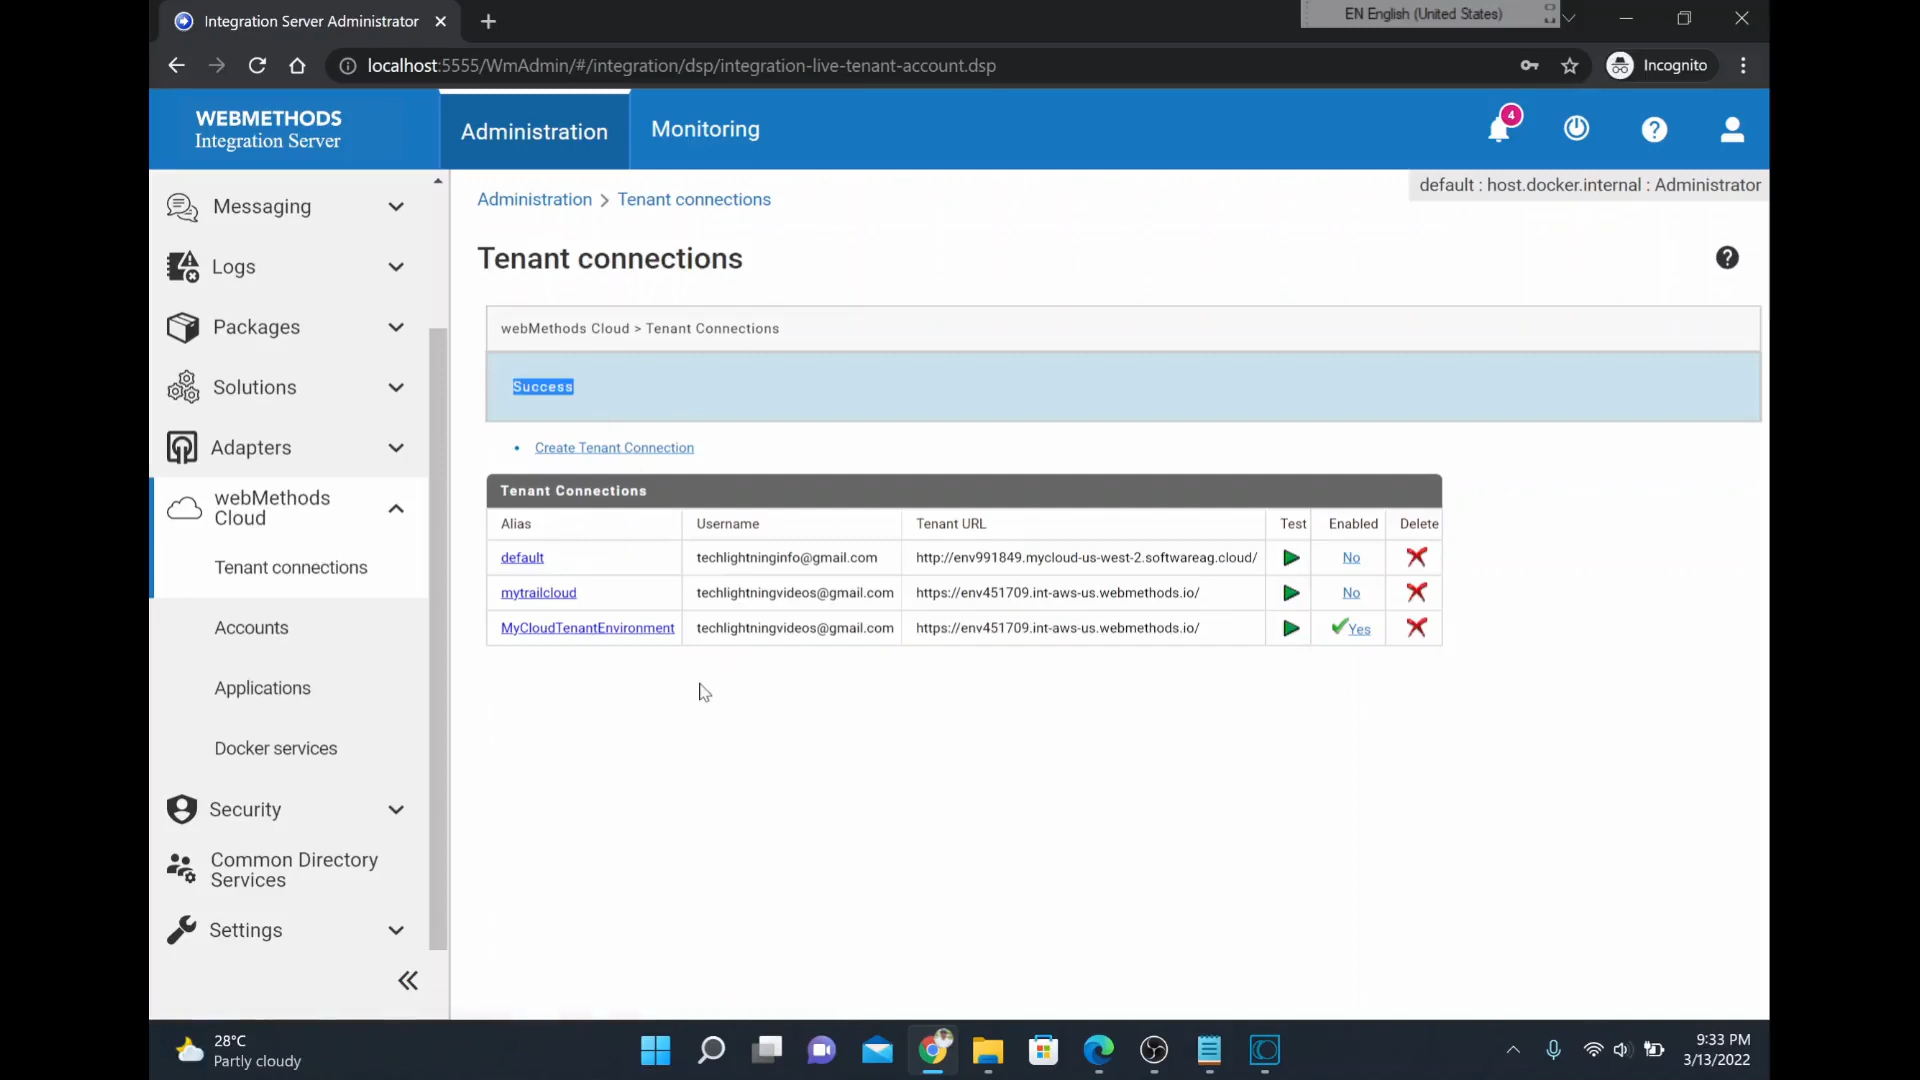 Integration Server Administrator
EN English (United States)
localhost:5555/WmAdmin/#/integration/dsp/integration-live-tenant-account.dsp
Incognito
WEBMETHODS
Integration Server
Administration
Monitoring
4
default : host.docker.internal : Administrator
Messaging
Logs
Packages
Solutions
Adapters
webMethods
Cloud
Tenant connections
Accounts
Applications
Docker services
Security
Common Directory
Services
Settings
Administration > Tenant connections
Tenant connections
webMethods Cloud > Tenant Connections
Success
Create Tenant Connection
Tenant Connections
Alias Username Tenant URL Test Enabled Delete
default techlightninginfo@gmail.com http://env991849.mycloud-us-west-2.softwareag.cloud/ No
mytrailcloud techlightningvideos@gmail.com https://env451709.int-aws-us.webmethods.io/ No
MyCloudTenantEnvironment techlightningvideos@gmail.com https://env451709.int-aws-us.webmethods.io/ Yes
28°C
Partly cloudy
9:33 PM
3/13/2022